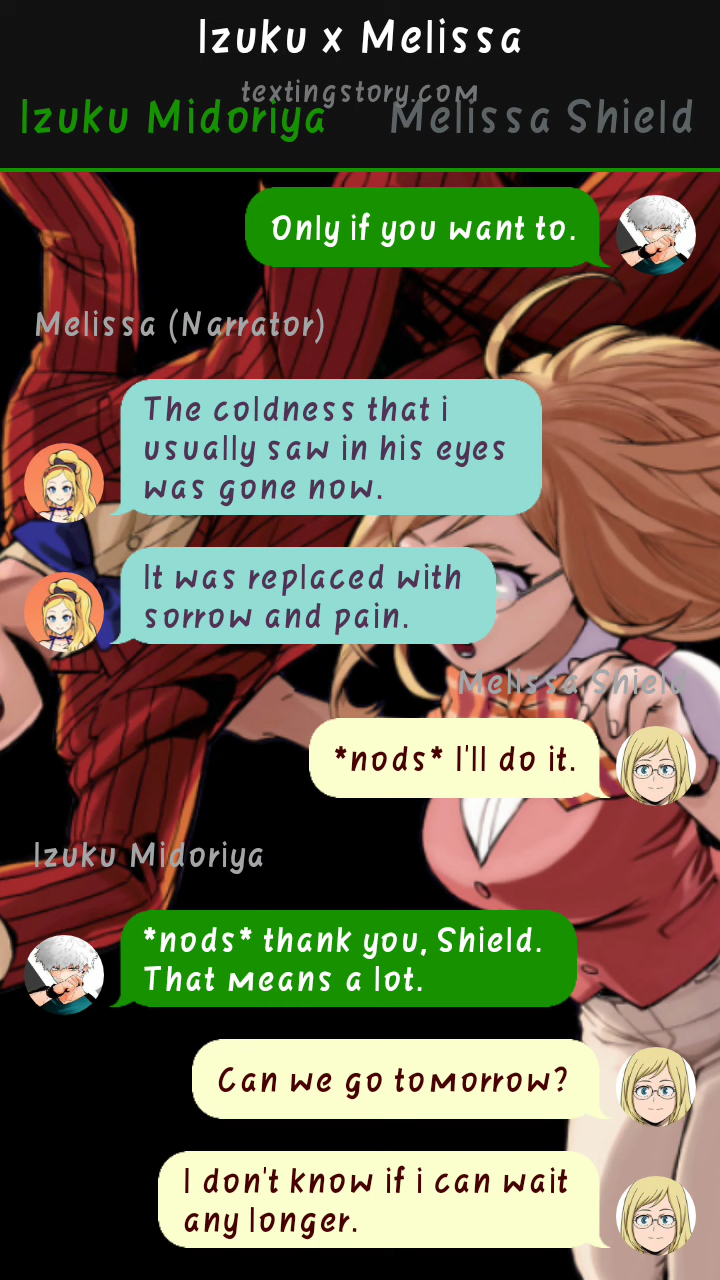 Izuku x Melissa
textingstory.com
Izuku Midoriya
Melissa Shield
Only if you want to.
Melissa (Narrator)
The coldness that i
usually saw in his eyes
was gone now.
It was replaced with
sorrow and pain.
Melissa Shield
*nods* I'll do it.
Izuku Midoriya
*nods* thank you, Shield.
That means a lot.
Can we go tomorrow?
I don't know if i can wait
any longer.